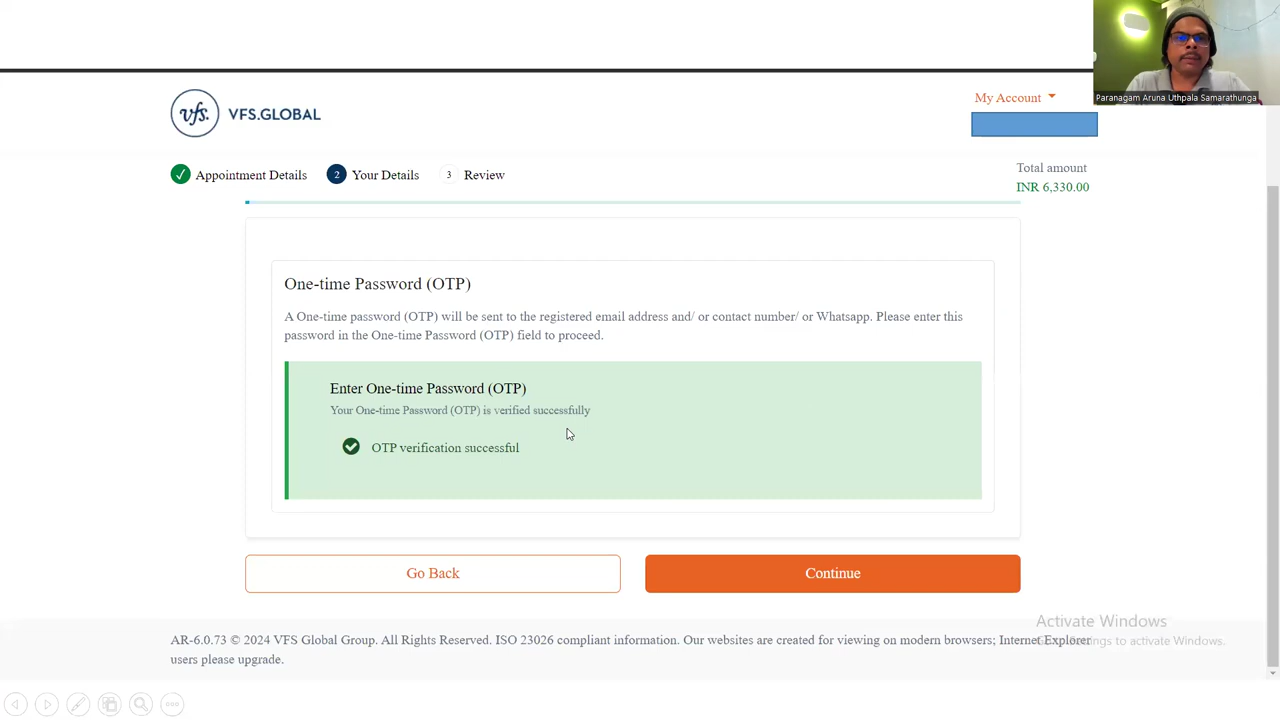 Paranagam Aruna Uthpala Samarathunga
vfs. VFS.GLOBAL
My Account
✓ Appointment Details 2 Your Details 3 Review
Total amount
INR 6,330.00
One-time Password (OTP)
A One-time password (OTP) will be sent to the registered email address and/ or contact number/ or Whatsapp. Please enter this
password in the One-time Password (OTP) field to proceed.
Enter One-time Password (OTP)
Your One-time Password (OTP) is verified successfully
OTP verification successful
Go Back
Continue
Activate Windows
AR-6.0.73 © 2024 VFS Global Group. All Rights Reserved. ISO 23026 compliant information. Our websites are created for viewing on modern browsers; Internet Explorer
Settings to activate Windows.
users please upgrade.